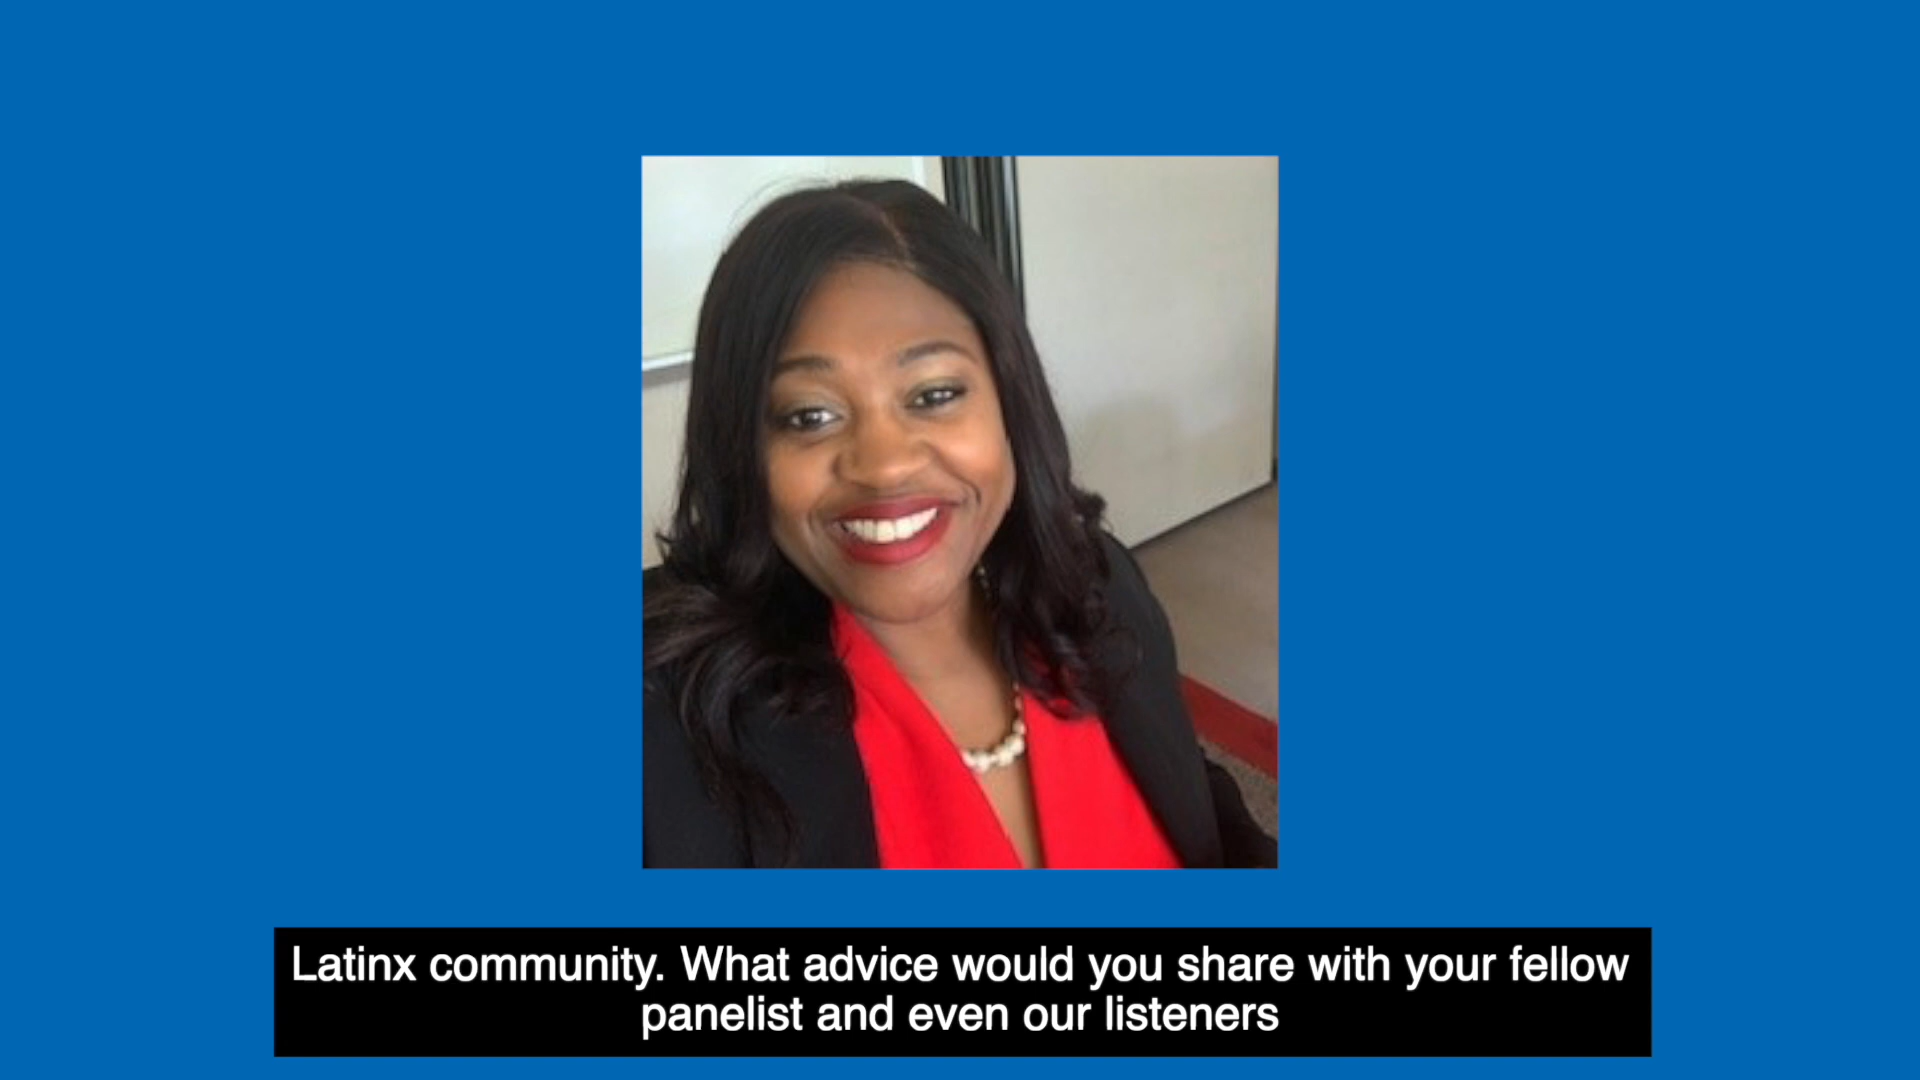 Latinx community. What advice would you share with your fellow
panelist and even our listeners